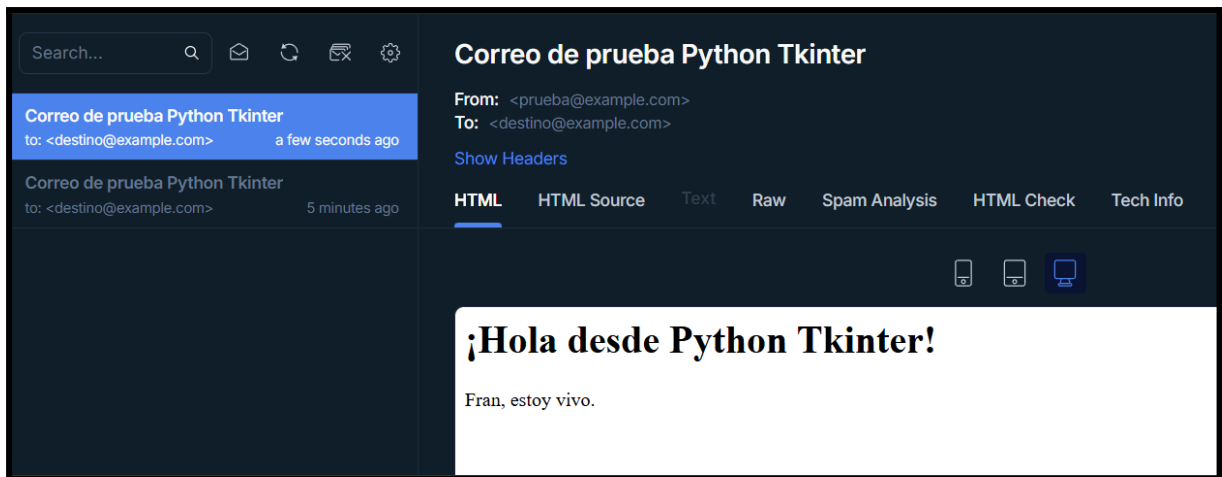 Search...
Correo de prueba Python Tkinter
to: <destino@example.com> a few seconds ago
Correo de prueba Python Tkinter
to: <destino@example.com> 5 minutes ago
Correo de prueba Python Tkinter
From: <prueba@example.com>
To: <destino@example.com>
Show Headers
HTML HTML Source Text Raw Spam Analysis HTML Check Tech Info
¡Hola desde Python Tkinter!
Fran, estoy vivo.